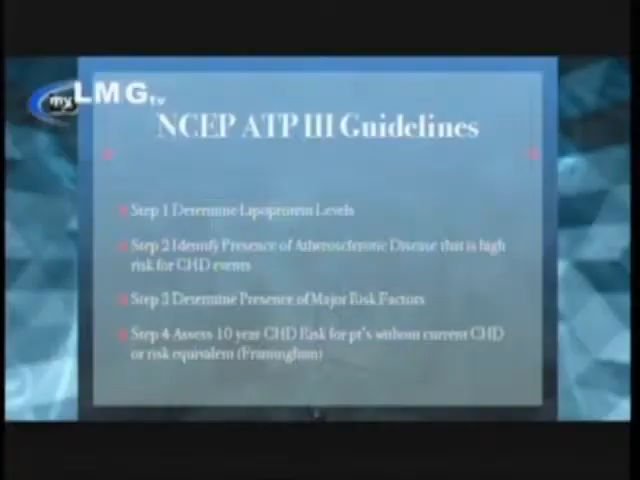 my LMG tv
NCEP ATP III Guidelines
Step 1 Determine Lipoprotein Levels
Step 2 Identify Presence of Atherosclerotic Disease that is high
risk for CHD events
Step 3 Determine Presence of Major Risk Factors
Step 4 Assess 10 year CHD Risk for pt's without current CHD
or risk equivalent (Framingham)